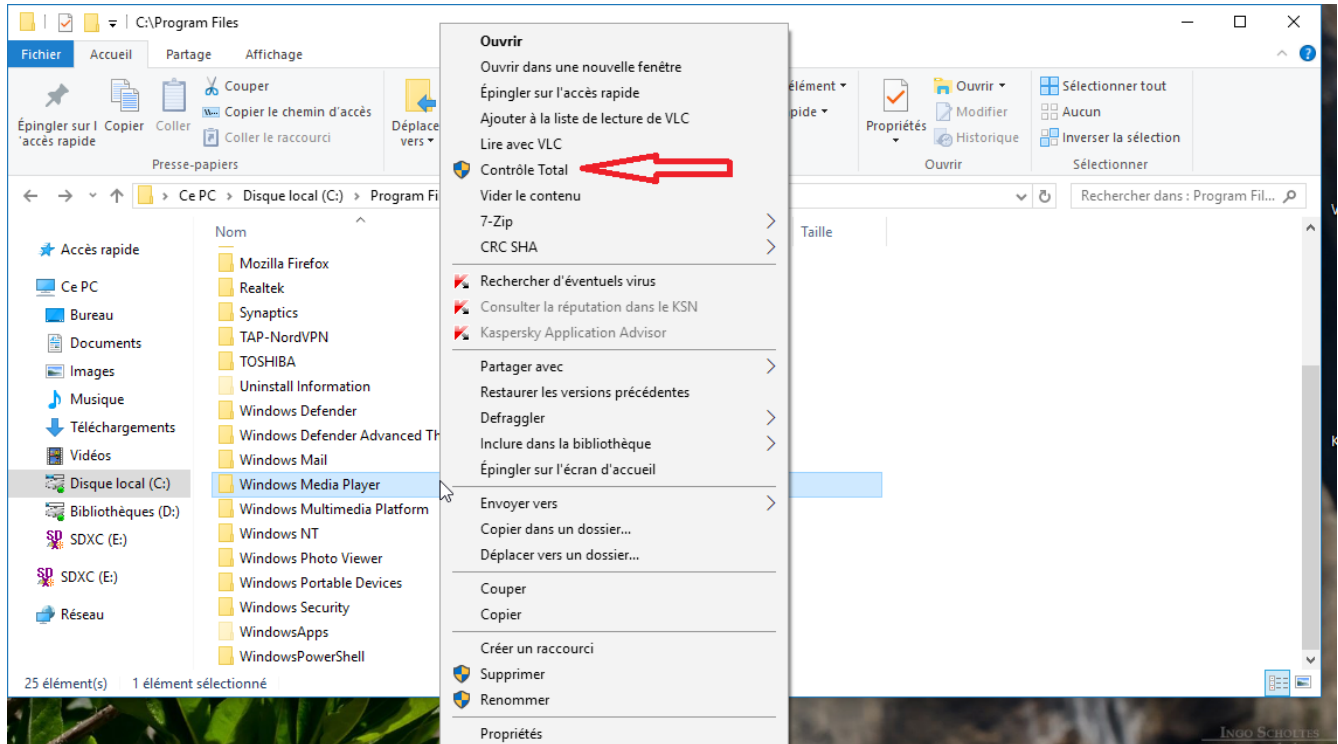 C:\Program Files
Fichier
Accueil
Partage
Affichage
Épingler sur l
'accès rapide
Copier
Coller
Couper
Copier le chemin d'accès
Coller le raccourci
Presse-papiers
Déplace
vers
élément
pide
Propriétés
Ouvrir
Modifier
Historique
Ouvrir
Sélectionner tout
Aucun
Inverser la sélection
Sélectionner
Ce PC > Disque local (C:) > Program Fi
Rechercher dans : Program Fil...
Accès rapide
Ce PC
Bureau
Documents
Images
Musique
Téléchargements
Vidéos
Disque local (C:)
Bibliothèques (D:)
SDXC (E:)
SDXC (E:)
Réseau
Nom
Taille
Mozilla Firefox
Realtek
Synaptics
TAP-NordVPN
TOSHIBA
Uninstall Information
Windows Defender
Windows Defender Advanced Th
Windows Mail
Windows Media Player
Windows Multimedia Platform
Windows NT
Windows Photo Viewer
Windows Portable Devices
Windows Security
WindowsApps
WindowsPowerShell
Ouvrir
Ouvrir dans une nouvelle fenêtre
Épingler sur l'accès rapide
Ajouter à la liste de lecture de VLC
Lire avec VLC
Contrôle Total
Vider le contenu
7-Zip
CRC SHA
Rechercher d'éventuels virus
Consulter la réputation dans le KSN
Kaspersky Application Advisor
Partager avec
Restaurer les versions précédentes
Defraggler
Inclure dans la bibliothèque
Épingler sur l'écran d'accueil
Envoyer vers
Copier dans un dossier...
Déplacer vers un dossier...
Couper
Copier
Créer un raccourci
Supprimer
Renommer
Propriétés
25 élément(s)
1 élément sélectionné
INGO SCHOLTES